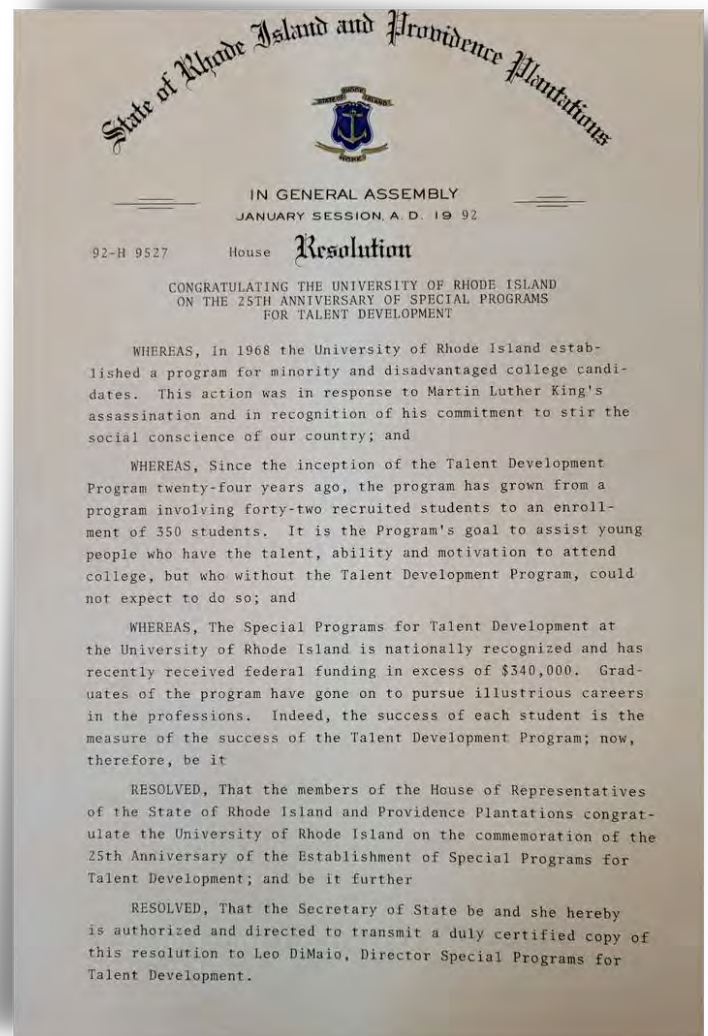 State of Rhode Island and Providence Plantations
RHODE
STATE OF ISLAND
HOPE
IN GENERAL ASSEMBLY
JANUARY SESSION, A. D. 19 92
92-H 9527 House Resolution
CONGRATULATING THE UNIVERSITY OF RHODE ISLAND
ON THE 25TH ANNIVERSARY OF SPECIAL PROGRAMS
FOR TALENT DEVELOPMENT
WHEREAS, In 1968 the University of Rhode Island estab-
lished a program for minority and disadvantaged college candi-
dates. This action was in response to Martin Luther King's
assassination and in recognition of his commitment to stir the
social conscience of our country; and
WHEREAS, Since the inception of the Talent Development
Program twenty-four years ago, the program has grown from a
program involving forty-two recruited students to an enroll-
ment of 350 students. It is the Program's goal to assist young
people who have the talent, ability and motivation to attend
college, but who without the Talent Development Program, could
not expect to do so; and
WHEREAS, The Special Programs for Talent Development at
the University of Rhode Island is nationally recognized and has
recently received federal funding in excess of $340,000. Grad-
uates of the program have gone on to pursue illustrious careers
in the professions. Indeed, the success of each student is the
measure of the success of the Talent Development Program; now,
therefore, be it
RESOLVED, That the members of the House of Representatives
of the State of Rhode Island and Providence Plantations congrat-
ulate the University of Rhode Island on the commemoration of the
25th Anniversary of the Establishment of Special Programs for
Talent Development; and be it further
RESOLVED, That the Secretary of State be and she hereby
is authorized and directed to transmit a duly certified copy of
this resolution to Leo DiMaio, Director Special Programs for
Talent Development.